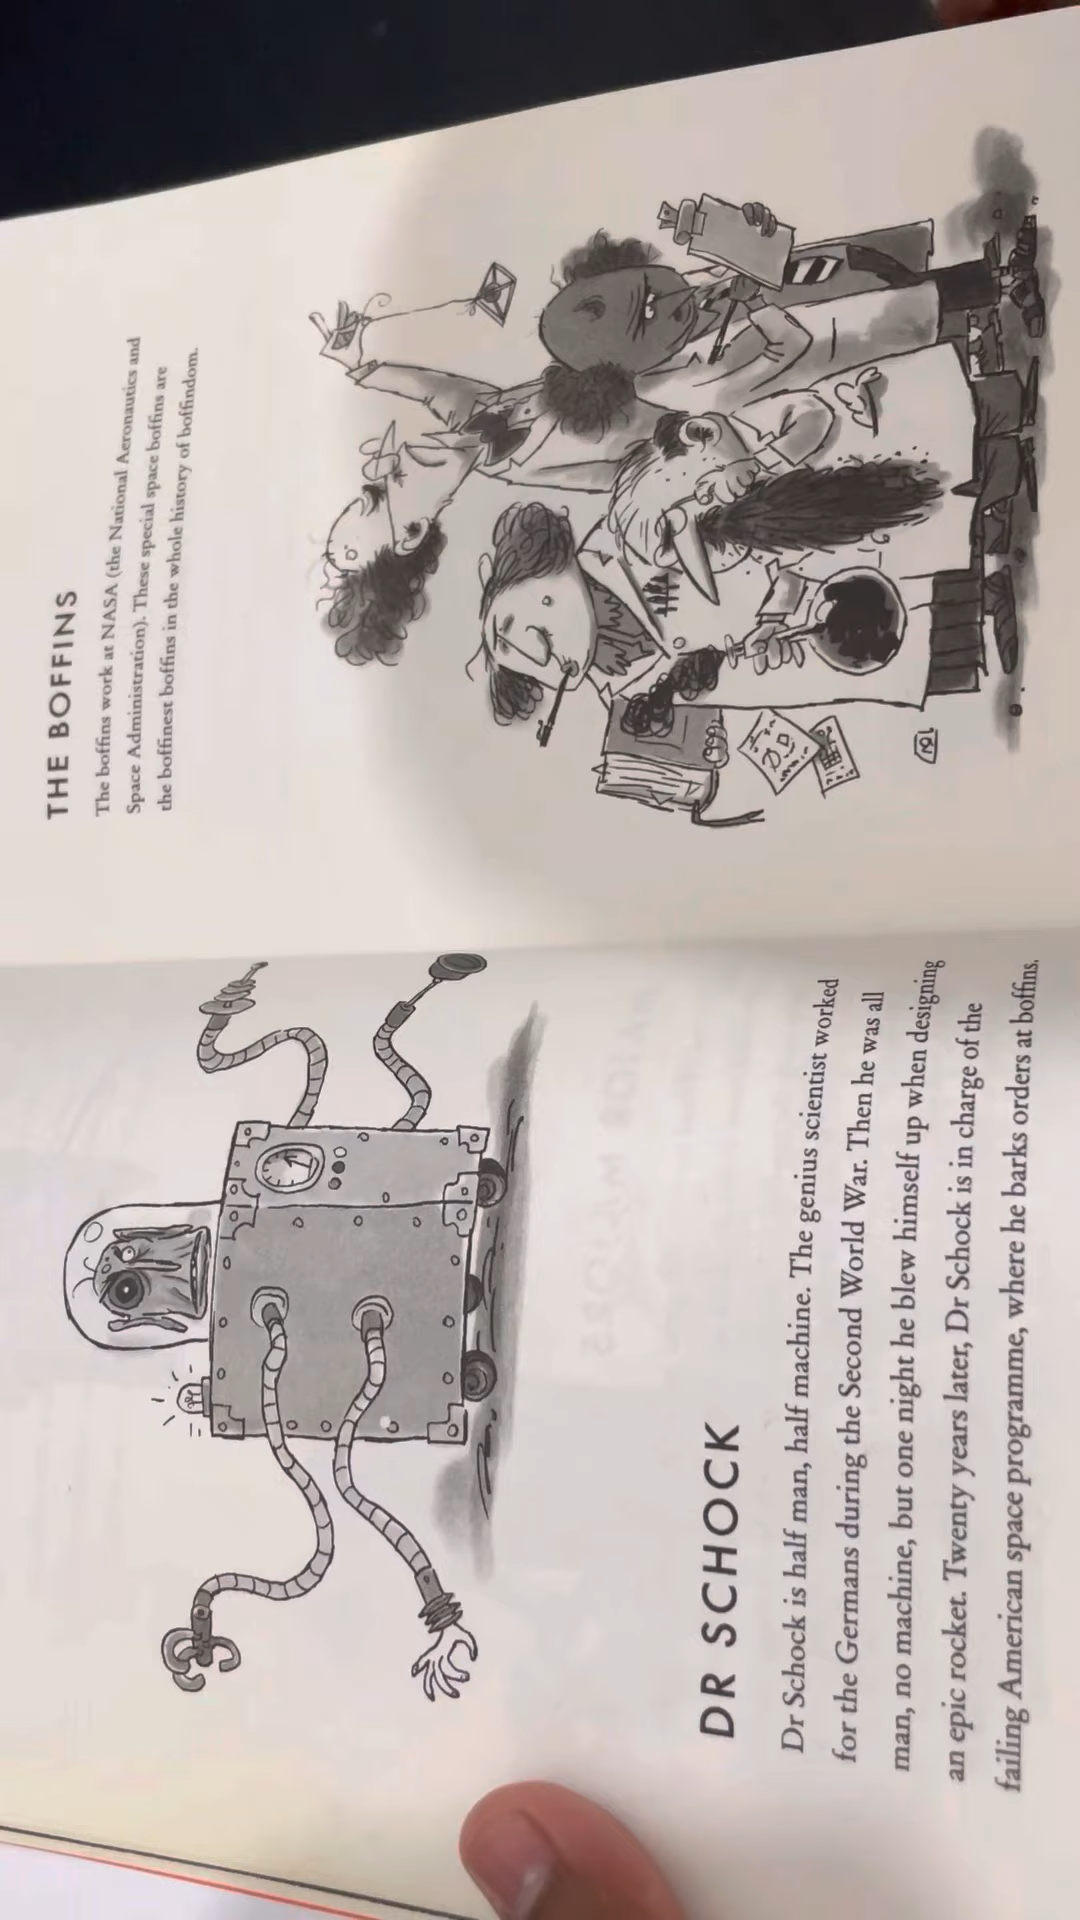 DR SCHOCK
Dr Schock is half man, half machine. The genius scientist worked
for the Germans during the Second World War. Then he was all
man, no machine, but one night he blew himself up when designing
an epic rocket. Twenty years later, Dr Schock is in charge of the
failing American space programme, where he barks orders at boffins.
THE BOFFINS
The boffins work at NASA (the National Aeronautics and
Space Administration). These special space boffins are
the boffinest boffins in the whole history of boffindom.